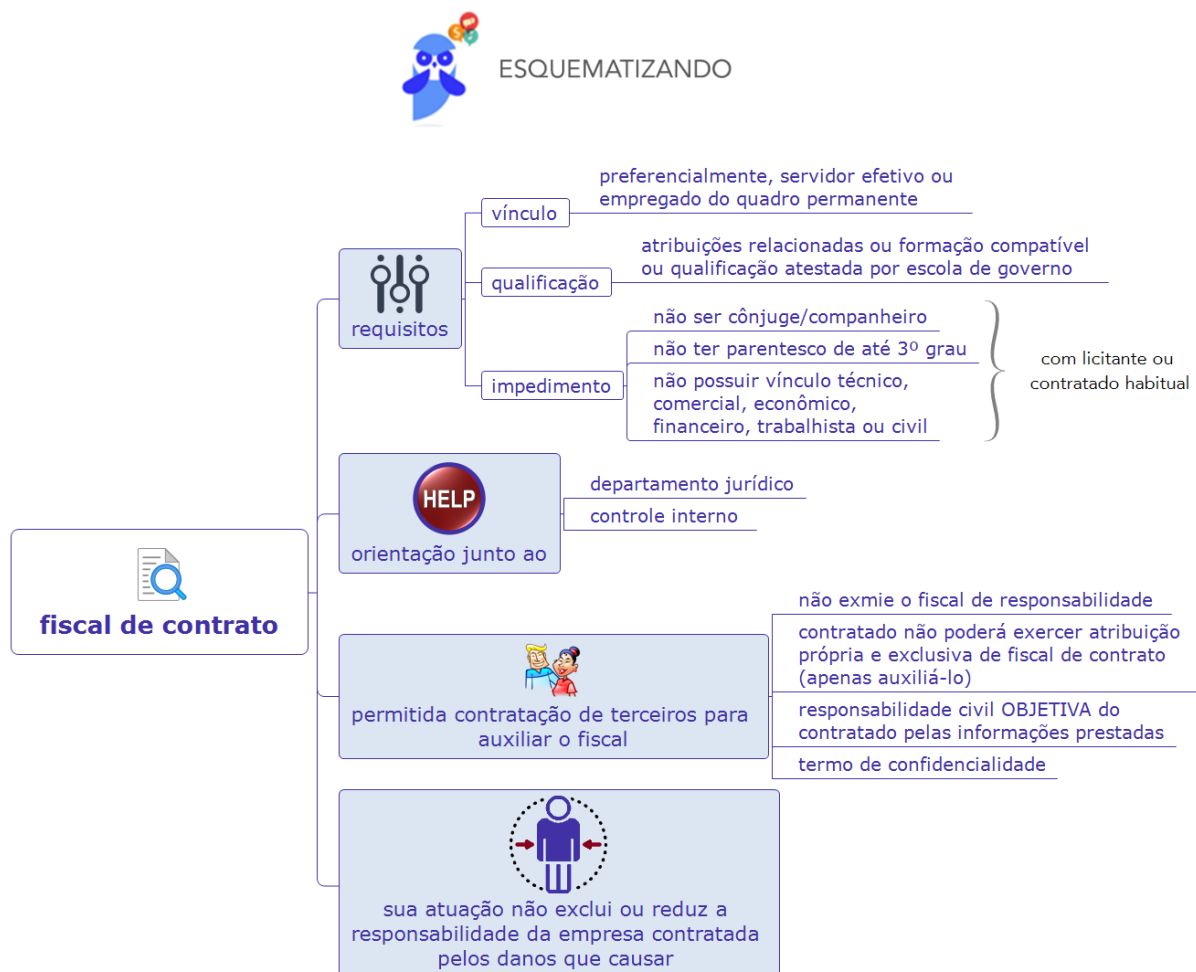 ESQUEMATIZANDO
fiscal de contrato
requisitos
vínculo
preferencialmente, servidor efetivo ou
empregado do quadro permanente
qualificação
atribuições relacionadas ou formação compatível
ou qualificação atestada por escola de governo
impedimento
não ser cônjuge/companheiro
não ter parentesco de até 3º grau
não possuir vínculo técnico,
comercial, econômico,
financeiro, trabalhista ou civil
com licitante ou
contratado habitual
HELP
orientação junto ao
departamento jurídico
controle interno
permitida contratação de terceiros para
auxiliar o fiscal
não exmie o fiscal de responsabilidade
contratado não poderá exercer atribuição
própria e exclusiva de fiscal de contrato
(apenas auxiliá-lo)
responsabilidade civil OBJETIVA do
contratado pelas informações prestadas
termo de confidencialidade
sua atuação não exclui ou reduz a
responsabilidade da empresa contratada
pelos danos que causar